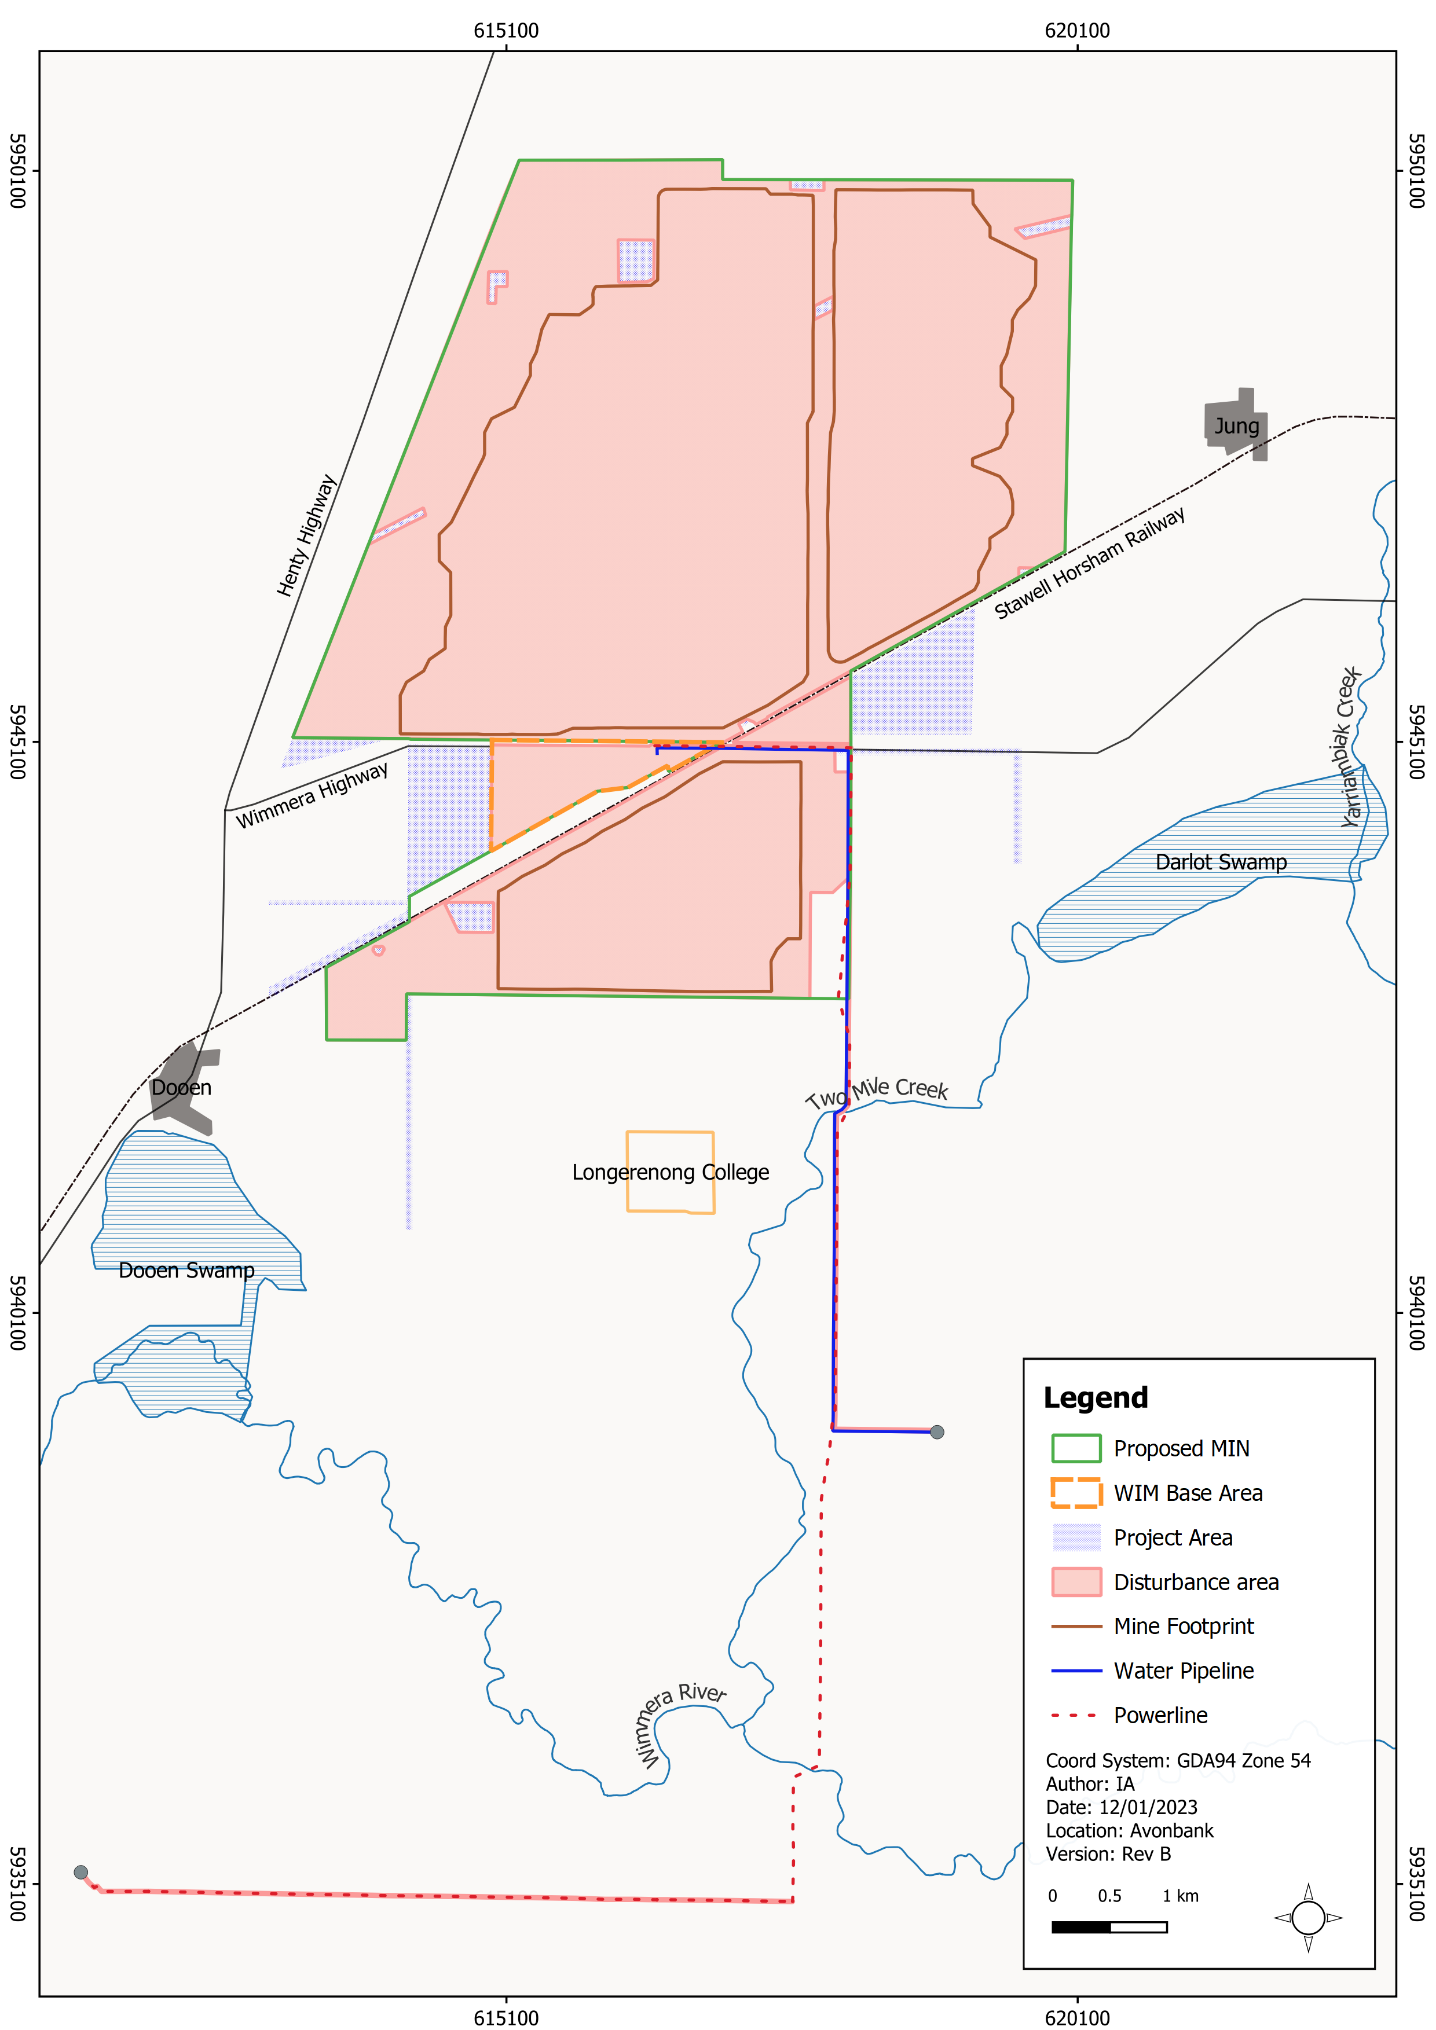 615100
620100
5950100
5950100
Jung
Henty Highway
Stawell Horsham Railway
Yarriambiak Creek
5945100
5945100
Wimmera Highway
Darlot Swamp
Dooen
Two Mile Creek
Longerenong College
Dooen Swamp
5940100
5940100
Legend
Proposed MIN
WIM Base Area
Project Area
Disturbance area
Mine Footprint
Water Pipeline
Powerline
Wimmera River
Coord System: GDA94 Zone 54
Author: IA
Date: 12/01/2023
Location: Avonbank
Version: Rev B
0 0.5 1 km
5935100
5935100
615100
620100